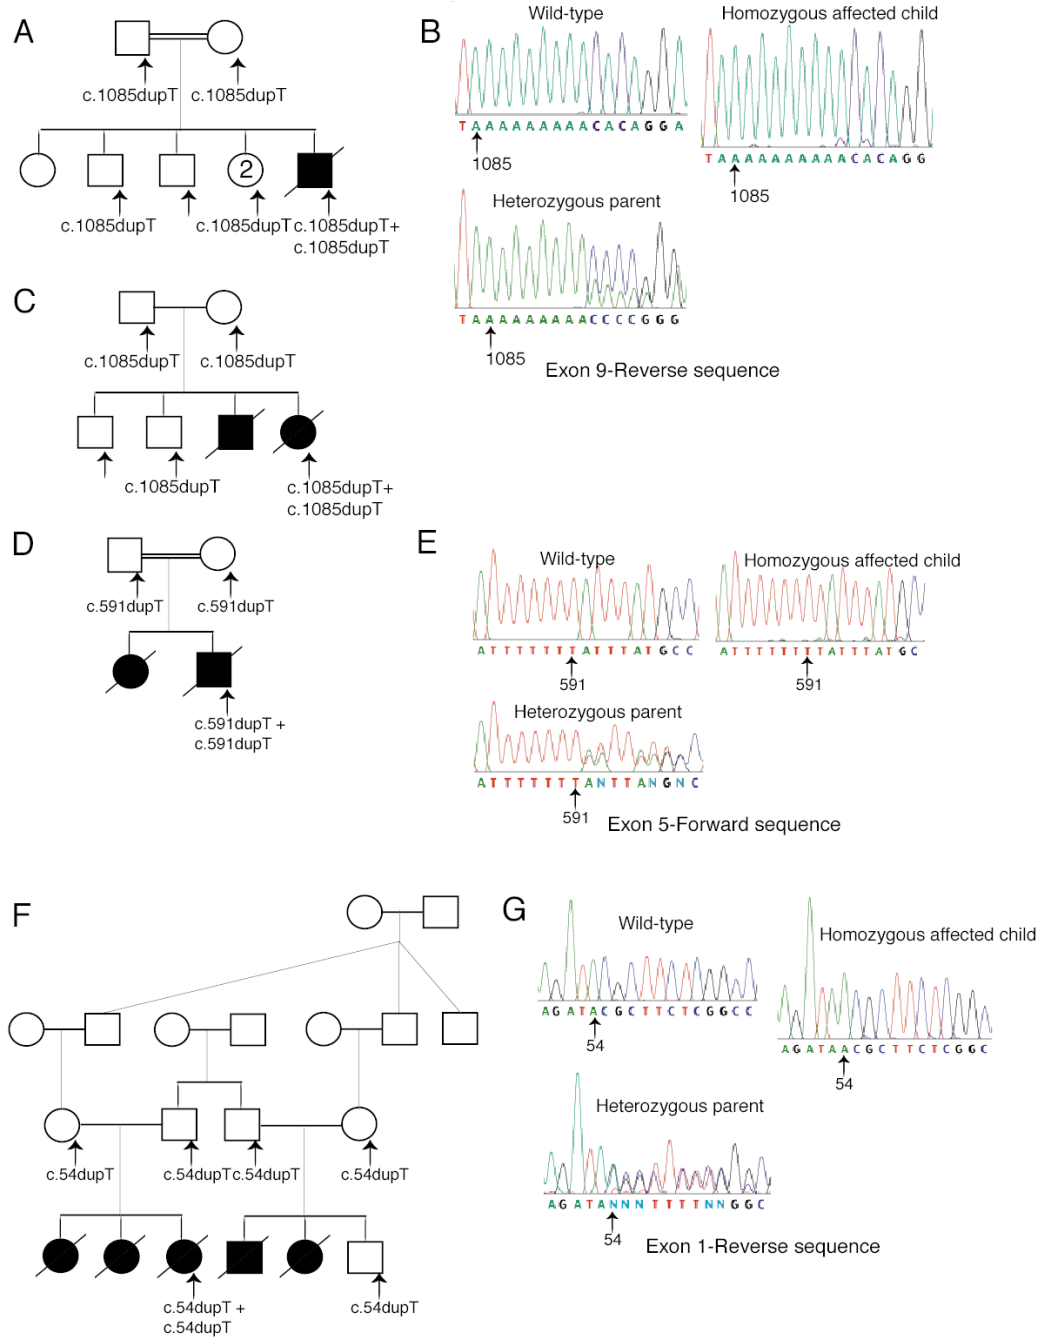 A
c.1085dupT c.1085dupT
2
c.1085dupT c.1085dupT c.1085dupT+
c.1085dupT
B
Wild-type Homozygous affected child
T A A A A A A A A A C A C A G G A
1085
T A A A A A A A A A A C A C A G G
1085
Heterozygous parent
T A A A A A A A A A C C C C G G G
1085
Exon 9-Reverse sequence
C
c.1085dupT c.1085dupT
c.1085dupT c.1085dupT+
c.1085dupT
D
c.591dupT c.591dupT
c.591dupT +
c.591dupT
E
Wild-type Homozygous affected child
A T T T T T T T A T T T A T G C C
591
A T T T T T T T T A T T T A T G C
591
Heterozygous parent
A T T T T T T T A N T T A N G N C
591
Exon 5-Forward sequence
F
c.54dupT c.54dupT c.54dupT c.54dupT
c.54dupT +
c.54dupT
c.54dupT
G
Wild-type
Homozygous affected child
A G A T A C G C T T C T C G G C C
54
A G A T A A C G C T T C T C G G C
54
Heterozygous parent
A G A T A N N N T T T T N N G G C
54
Exon 1-Reverse sequence